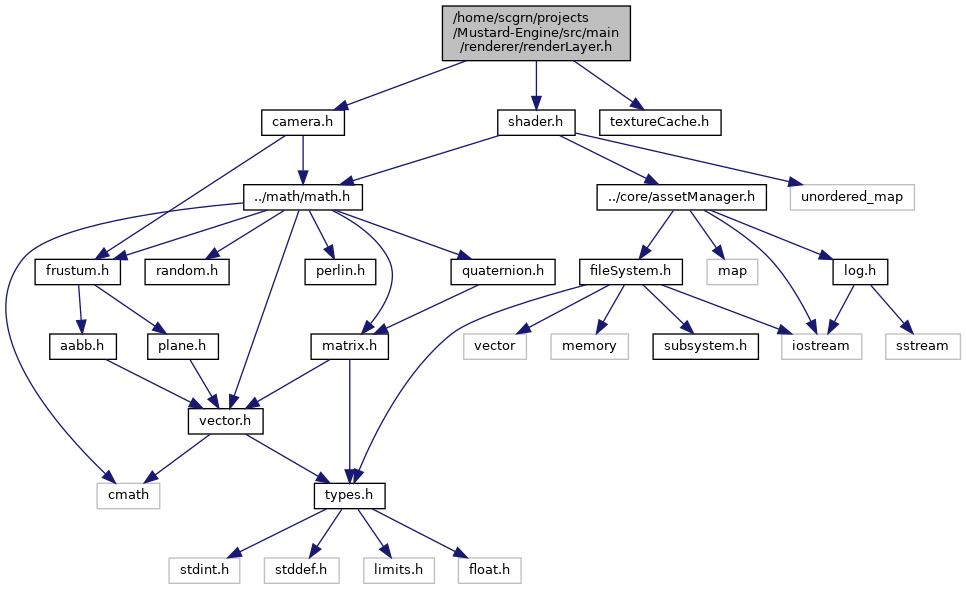 /home/scgrn/projects
/Mustard-Engine/src/main
/renderer/renderLayer.h
camera.h
shader.h
textureCache.h
../math/math.h
../core/assetManager.h
unordered_map
frustum.h
random.h
perlin.h
quaternion.h
fileSystem.h
map
log.h
aabb.h
plane.h
matrix.h
vector
memory
subsystem.h
iostream
sstream
vector.h
cmath
types.h
stdint.h
stddef.h
limits.h
float.h